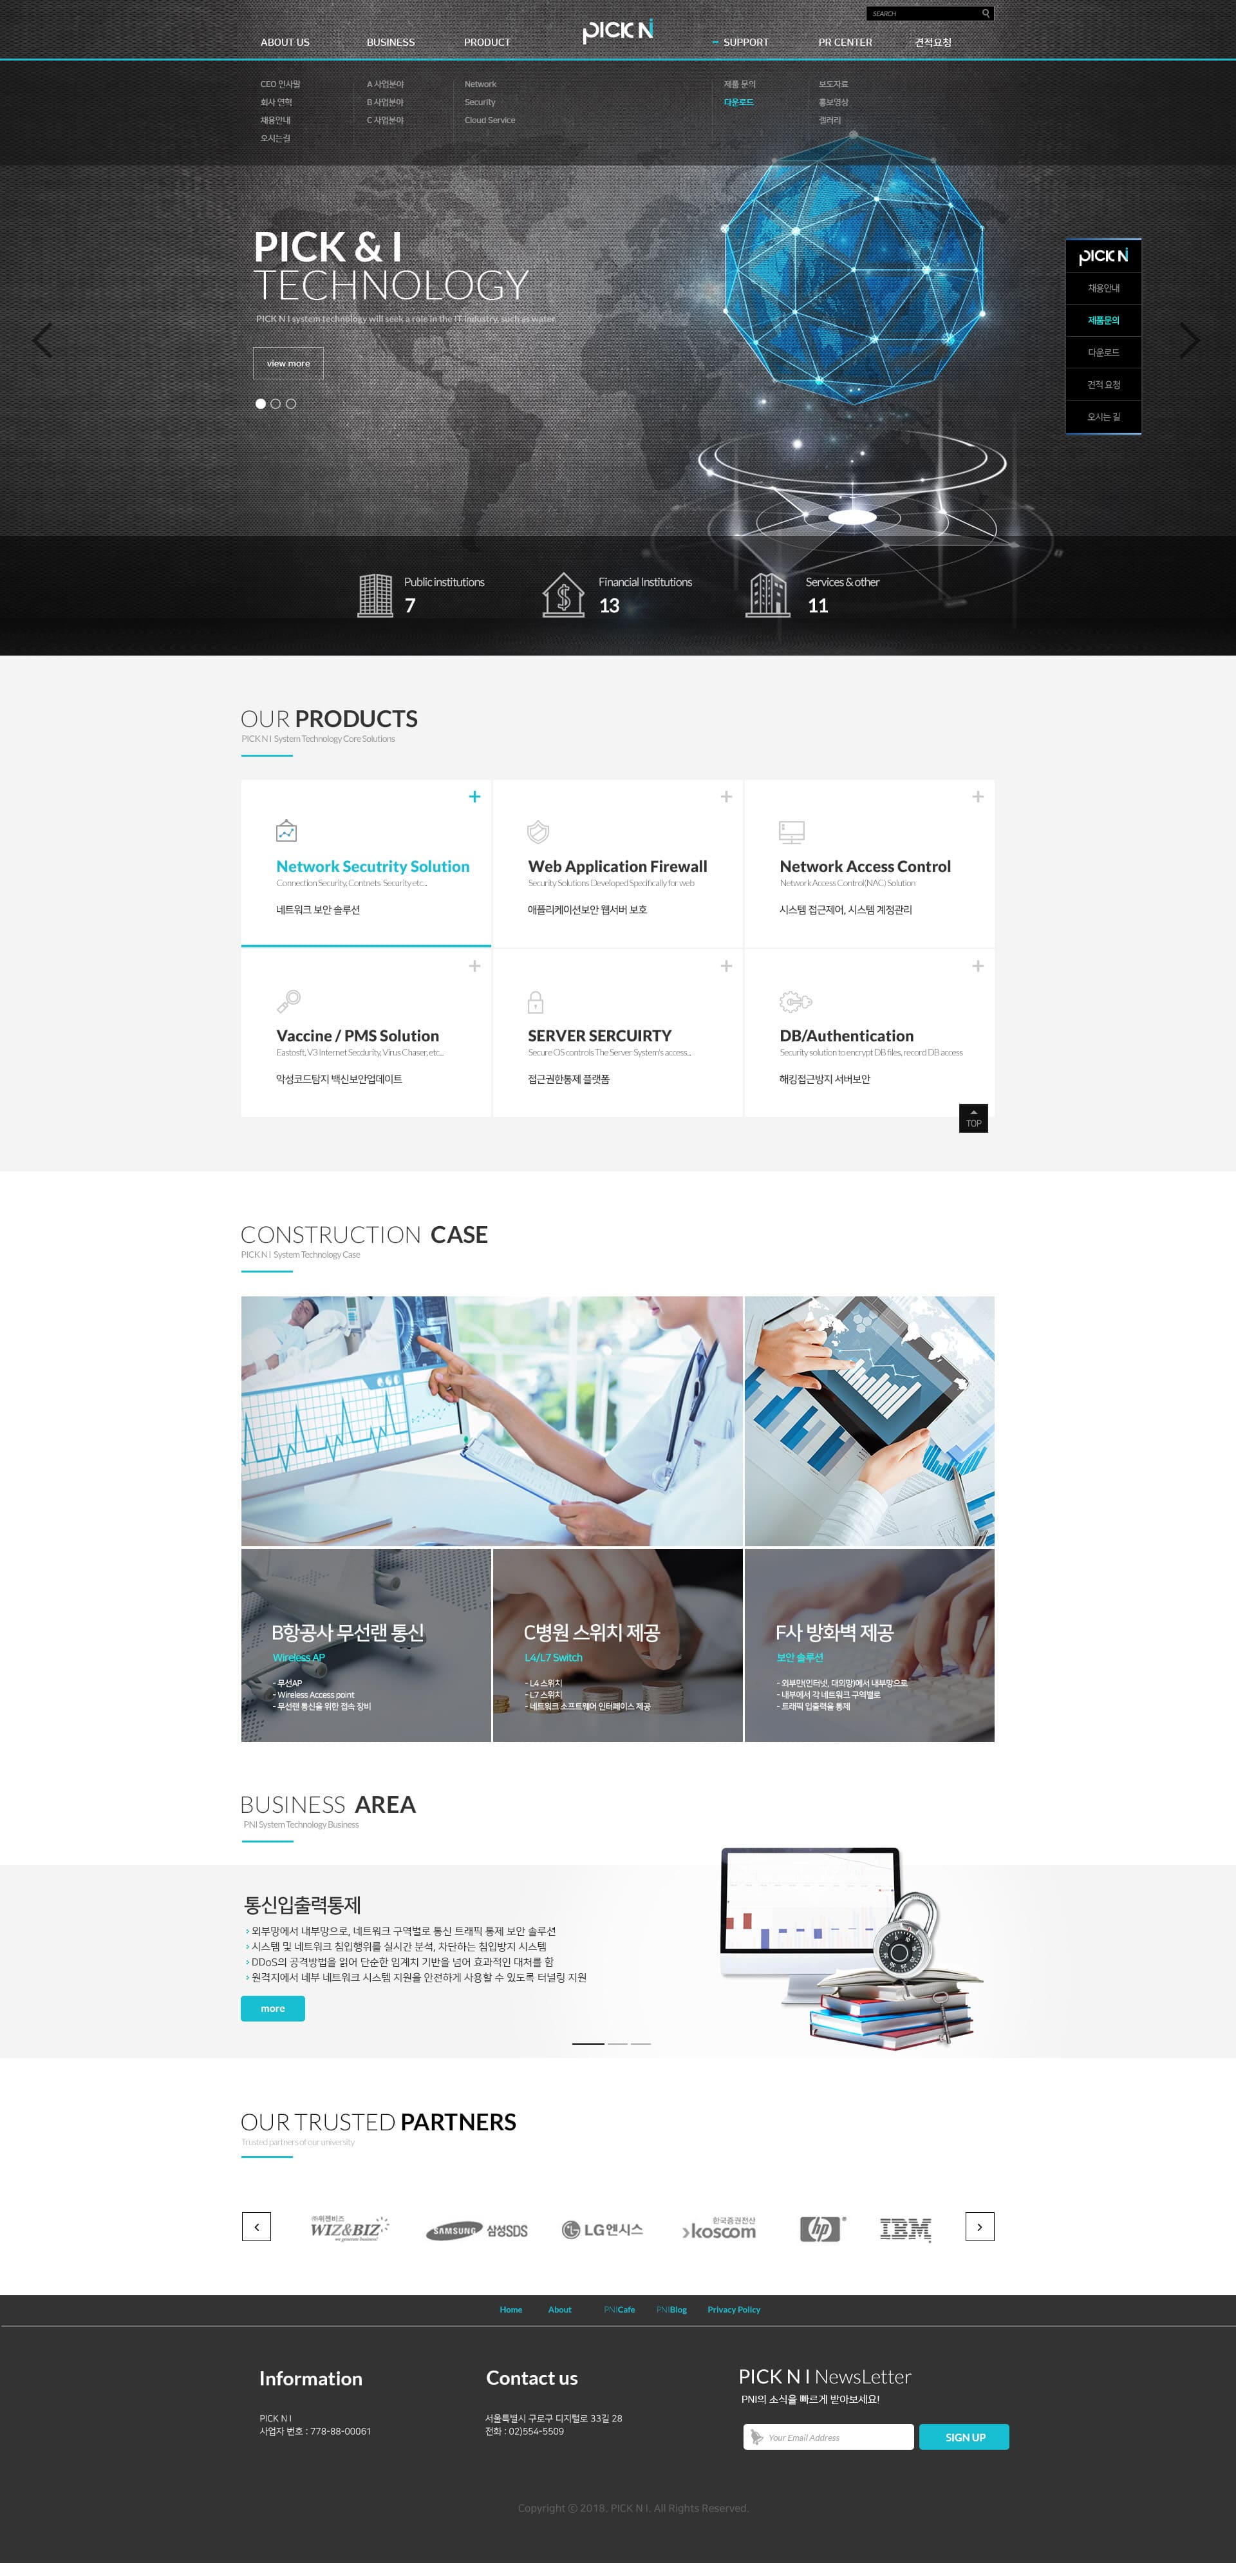 SEARCH
ABOUT US
BUSINESS
PRODUCT
PICK N i
SUPPORT
PR CENTER
견적요청
CEO 인사말
회사 연혁
채용안내
오시는길
A 사업분야
B 사업분야
C 사업분야
Network
Security
Cloud Service
제품 문의
다운로드
보도자료
홍보영상
갤러리
PICK & I
TECHNOLOGY
PICK N I system technology will seek a role in the IT industry, such as water.
view more
PICK N i
채용안내
제품문의
다운로드
견적 요청
오시는 길
Public institutions
7
Financial Institutions
13
Services & other
11
OUR PRODUCTS
PICK N I System Technology Core Solutions
Network Secutrity Solution
Connection Security, Contnets Security etc...
네트워크 보안 솔루션
Web Application Firewall
Security Solutions Developed Specifically for web
애플리케이션보안 웹서버 보호
Network Access Control
Network Access Control(NAC) Solution
시스템 접근제어, 시스템 계정관리
Vaccine / PMS Solution
Eastosft, V3 Internet Secdurity, Virus Chaser, etc...
악성코드탐지 백신보안업데이트
SERVER SERCUIRTY
Secure OS controls The Server System's access...
접근권한통제 플랫폼
DB/Authentication
Security solution to encrypt DB files, record DB access
해킹접근방지 서버보안
TOP
CONSTRUCTION CASE
PICK N I System Technology Case
B항공사 무선랜 통신
Wireless AP
- 무선AP
- Wireless Access point
- 무선랜 통신을 위한 접속 장비
C병원 스위치 제공
L4/L7 Switch
- L4 스위치
- L7 스위치
- 네트워크 소프트웨어 인터페이스 제공
F사 방화벽 제공
보안 솔루션
- 외부만(인터넷, 대외망)에서 내부망으로
- 내부에서 각 네트워크 구역별로
- 트래픽 입출력을 통제
BUSINESS AREA
PNI System Technology Business
통신입출력통제
› 외부망에서 내부망으로, 네트워크 구역별로 통신 트래픽 통제 보안 솔루션
› 시스템 및 네트워크 침입행위를 실시간 분석, 차단하는 침입방지 시스템
› DDoS의 공격방법을 읽어 단순한 임계치 기반을 넘어 효과적인 대처를 함
› 원격지에서 네부 네트워크 시스템 지원을 안전하게 사용할 수 있도록 터널링 지원
more
OUR TRUSTED PARTNERS
Trusted partners of our university
㈜위젠비즈
WIZ&BIZ
we generate business!
SAMSUNG 삼성SDS
LG엔시스
한국증권전산
koscom
hp
IBM
Home
About
PNICafe
PNIBlog
Privacy Policy
Information
PICK N I
사업자 번호 : 778-88-00061
Contact us
서울특별시 구로구 디지털로 33길 28
전화 : 02)554-5509
PICK N I NewsLetter
PNI의 소식을 빠르게 받아보세요!
Your Email Address
SIGN UP
Copyright ⓒ 2018. PICK N I. All Rights Reserved.